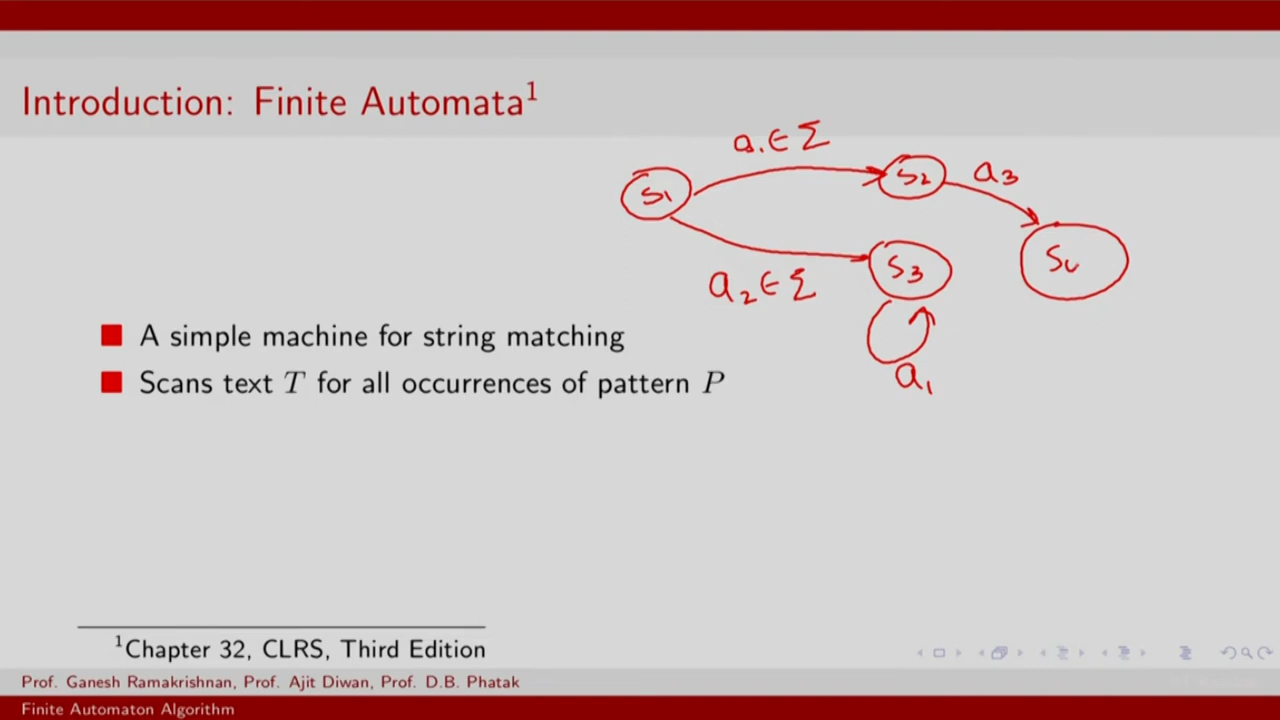 Introduction: Finite Automata¹
a₁ ∈ Σ
S₁
S₂
a₃
a₂ ∈ Σ
S₃
a₁
A simple machine for string matching
Scans text T for all occurrences of pattern P
¹Chapter 32, CLRS, Third Edition
Prof. Ganesh Ramakrishnan, Prof. Ajit Diwan, Prof. D.B. Phatak
Finite Automaton Algorithm